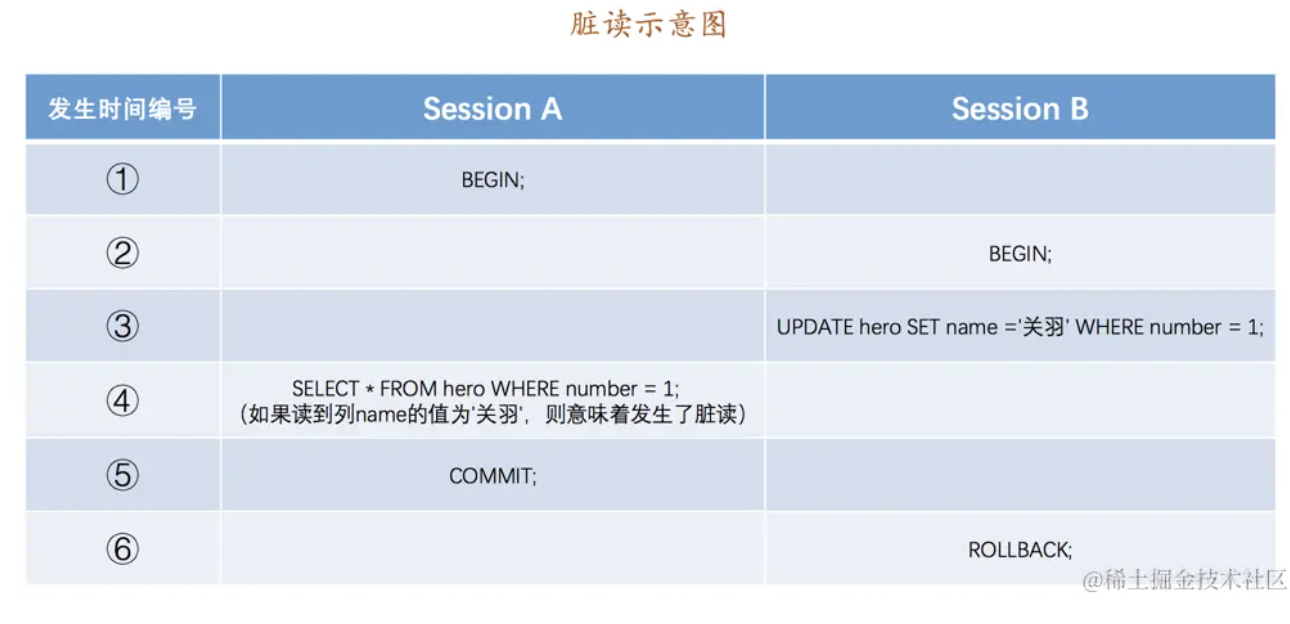 脏读示意图
发生时间编号 Session A Session B
① BEGIN;
② BEGIN;
③ UPDATE hero SET name ='关羽' WHERE number = 1;
④ SELECT * FROM hero WHERE number = 1;
（如果读到列name的值为'关羽'，则意味着发生了脏读）
⑤ COMMIT;
⑥ ROLLBACK;
@稀土掘金技术社区